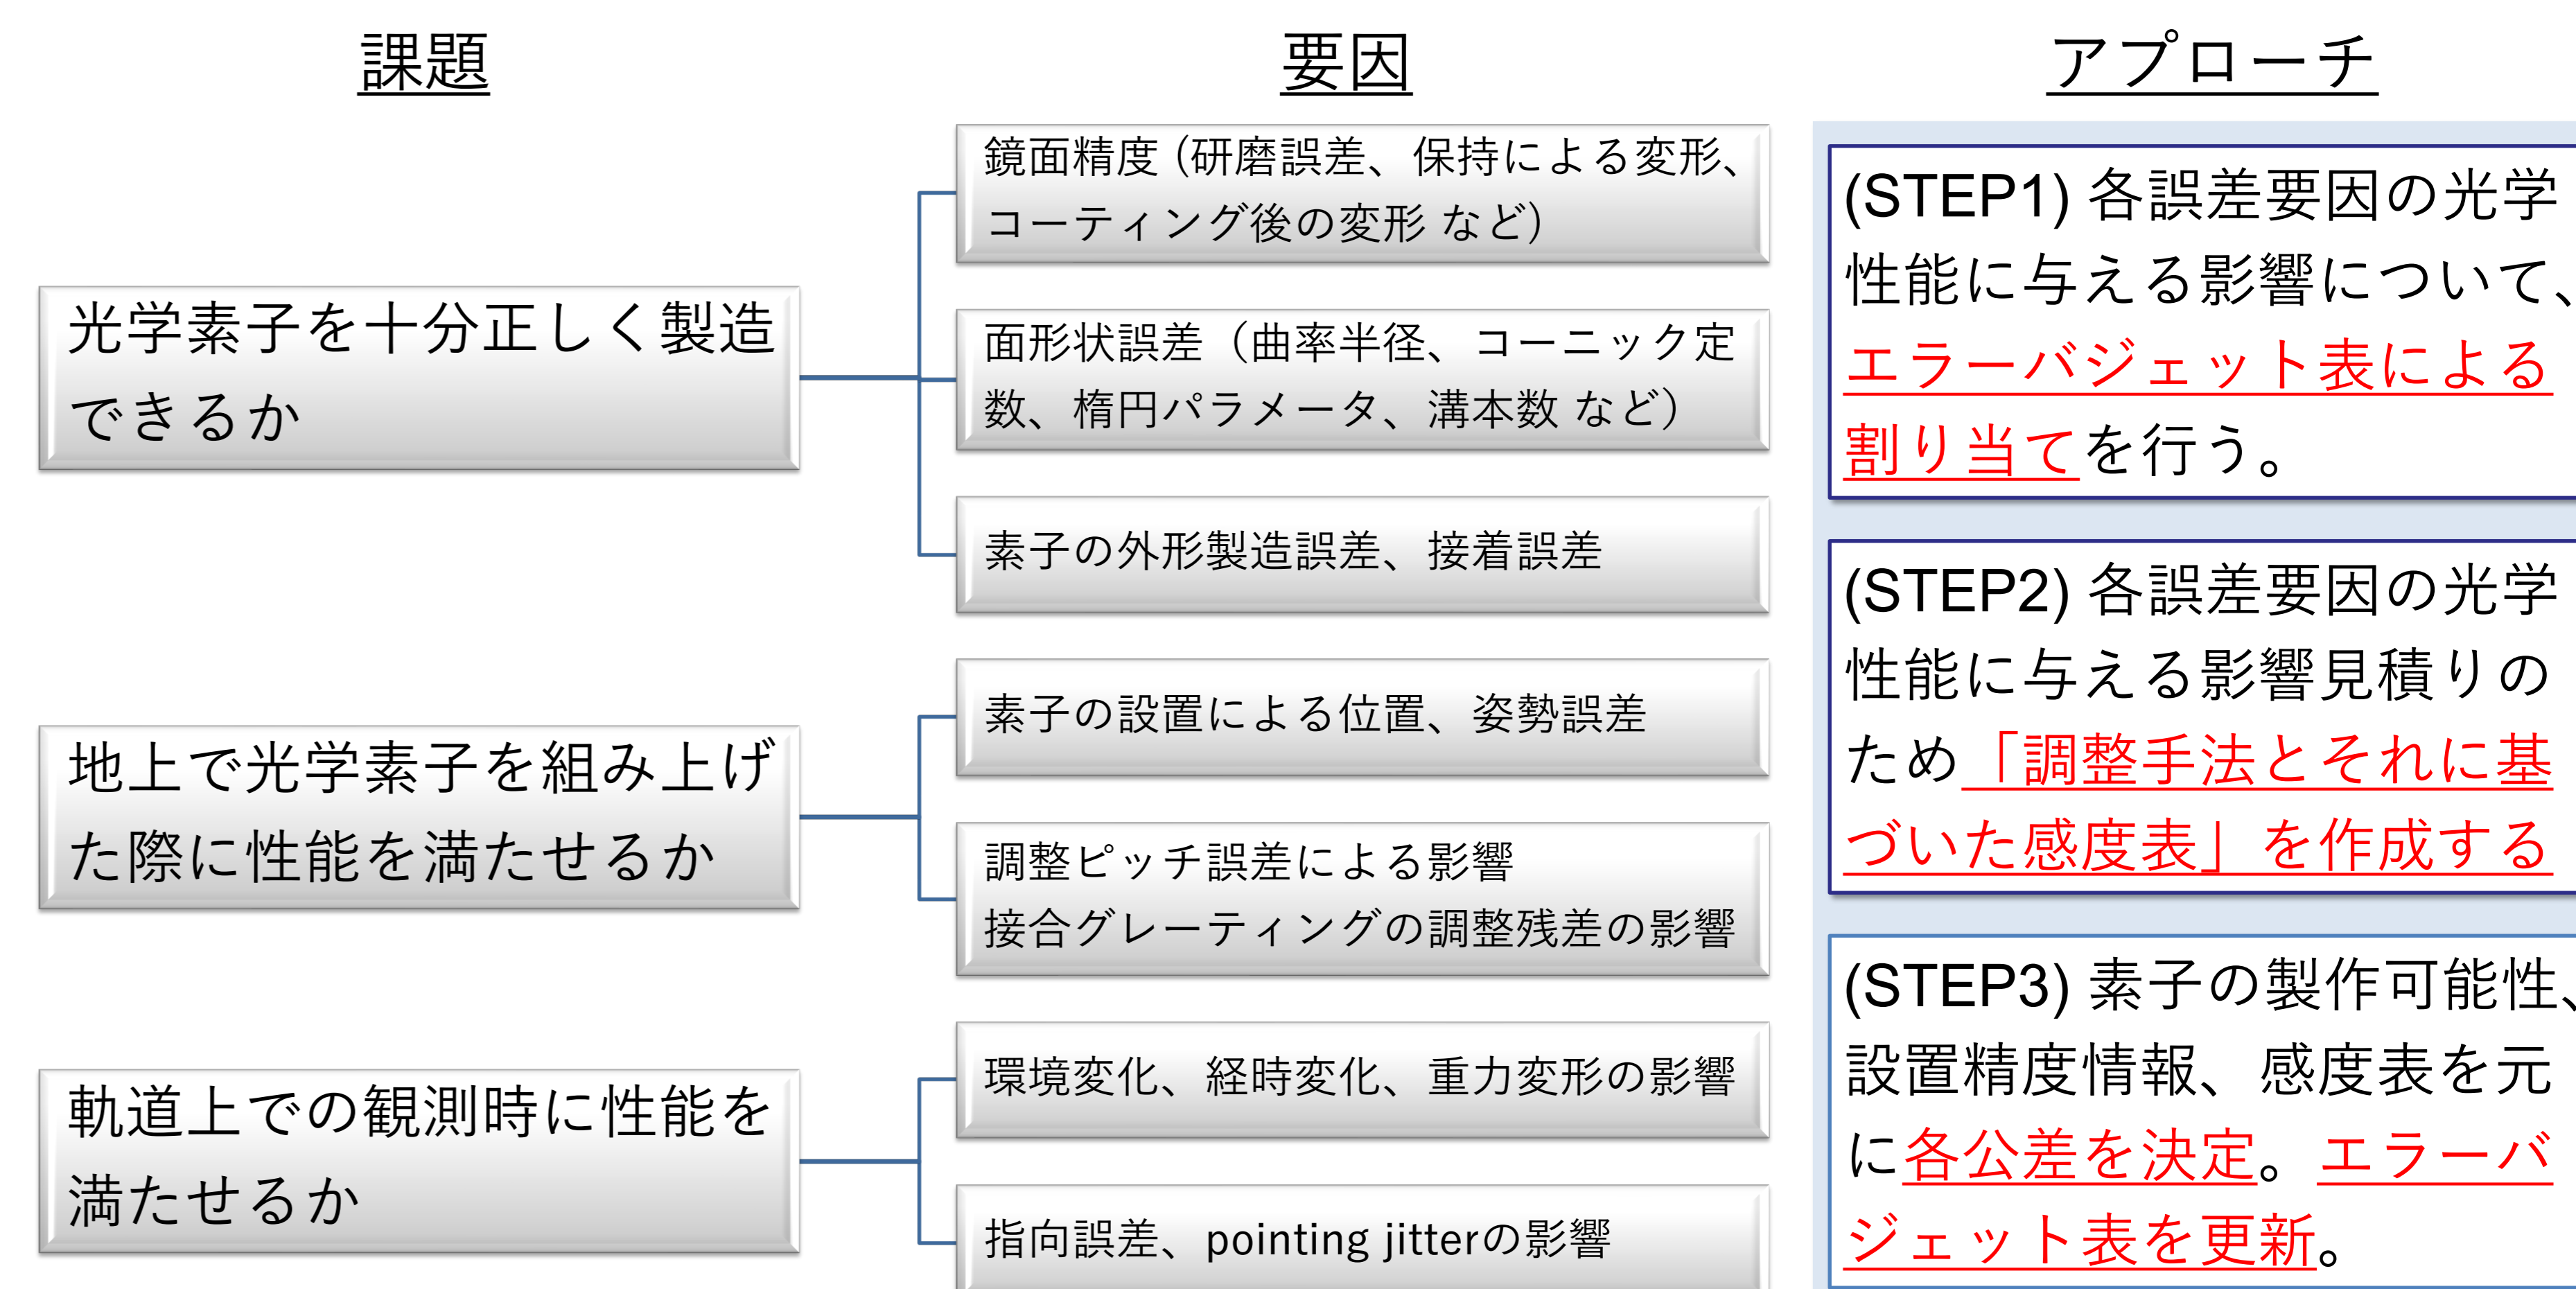 課題
要因
アプローチ
光学素子を十分正しく製造
できるか
鏡面精度 (研磨誤差、保持による変形、
コーティング後の変形 など)
面形状誤差（曲率半径、コーニック定
数、楕円パラメータ、溝本数 など）
素子の外形製造誤差、接着誤差
地上で光学素子を組み上げ
た際に性能を満たせるか
素子の設置による位置、姿勢誤差
調整ピッチ誤差による影響
接合グレーティングの調整残差の影響
軌道上での観測時に性能を
満たせるか
環境変化、経時変化、重力変形の影響
指向誤差、pointing jitterの影響
(STEP1) 各誤差要因の光学
性能に与える影響について、
エラーバジェット表による
割り当てを行う。
(STEP2) 各誤差要因の光学
性能に与える影響見積りの
ため「調整手法とそれに基
づいた感度表」を作成する
(STEP3) 素子の製作可能性、
設置精度情報、感度表を元
に各公差を決定。エラーバ
ジェット表を更新。